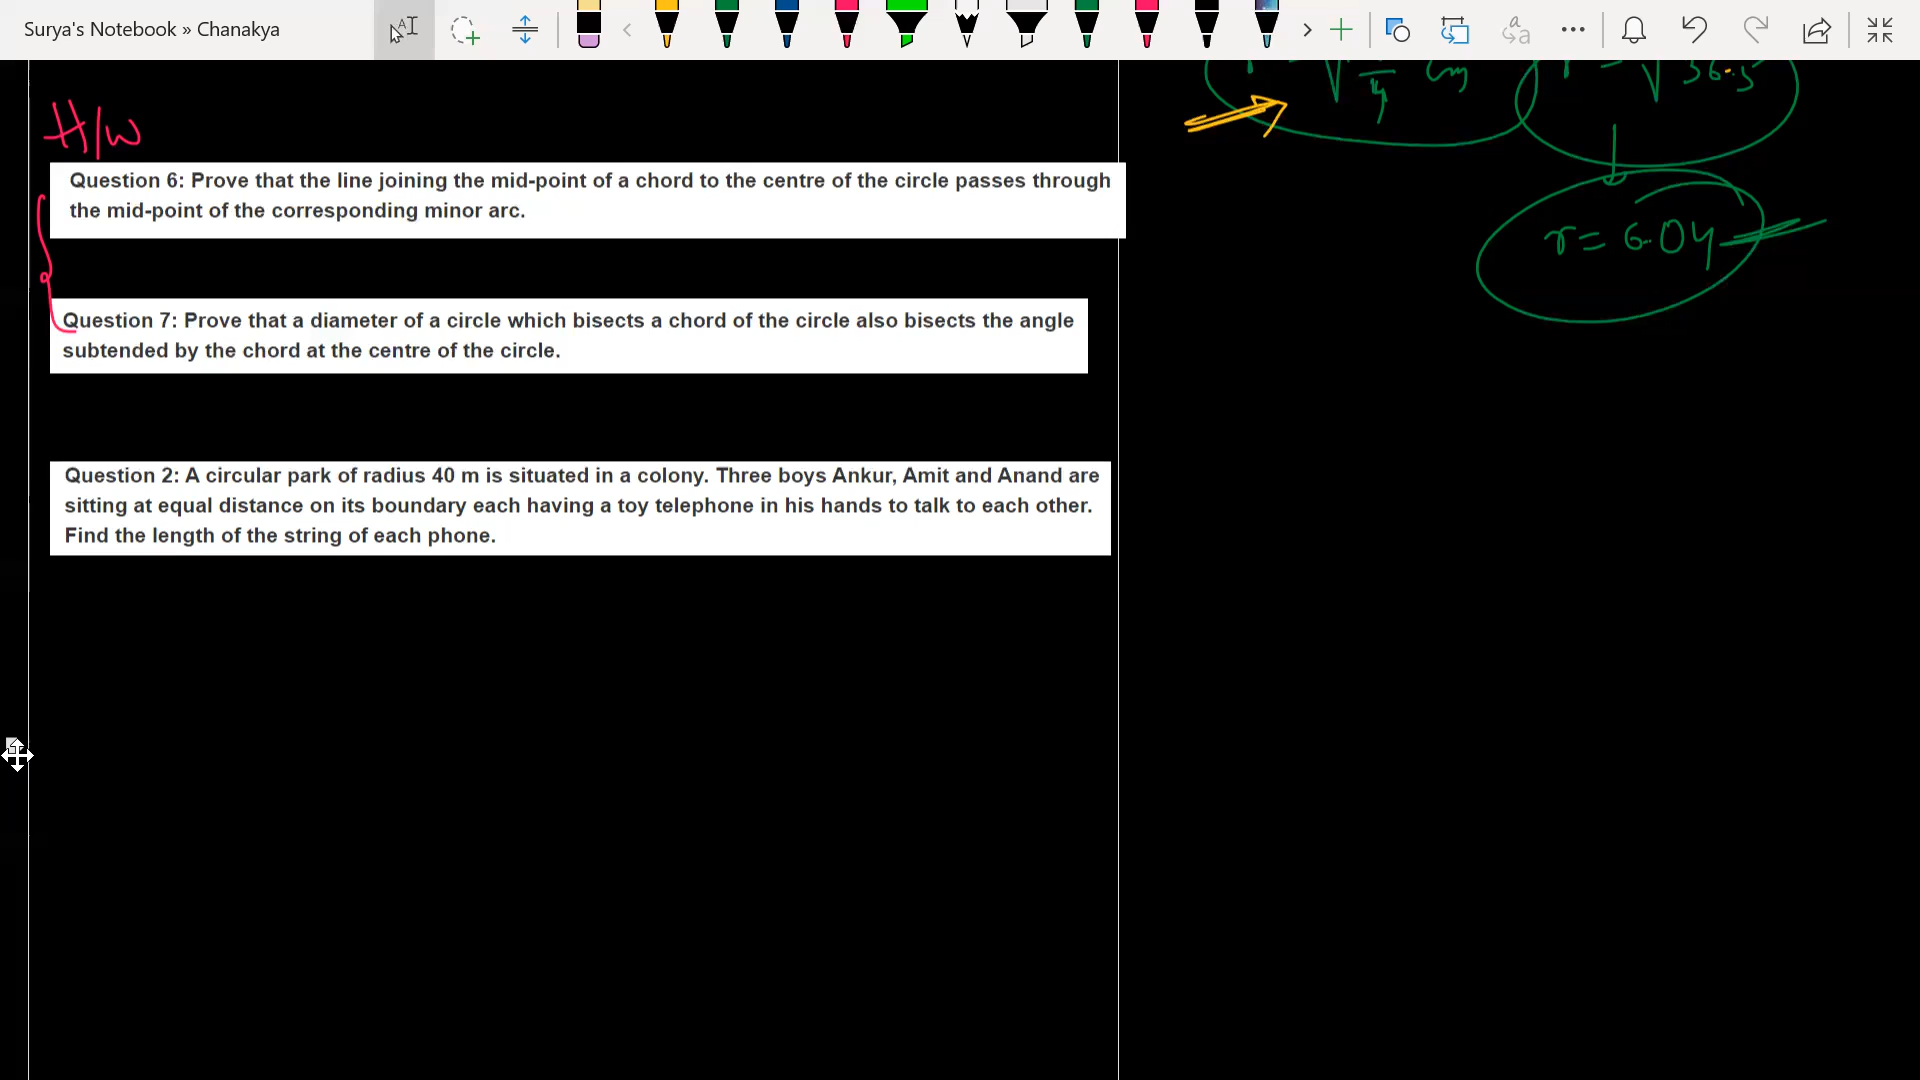 Surya's Notebook » Chanakya
H/W
Question 6: Prove that the line joining the mid-point of a chord to the centre of the circle passes through
the mid-point of the corresponding minor arc.
Question 7: Prove that a diameter of a circle which bisects a chord of the circle also bisects the angle
subtended by the chord at the centre of the circle.
Question 2: A circular park of radius 40 m is situated in a colony. Three boys Ankur, Amit and Anand are
sitting at equal distance on its boundary each having a toy telephone in his hands to talk to each other.
Find the length of the string of each phone.
cm
√36.5
r = 6.04